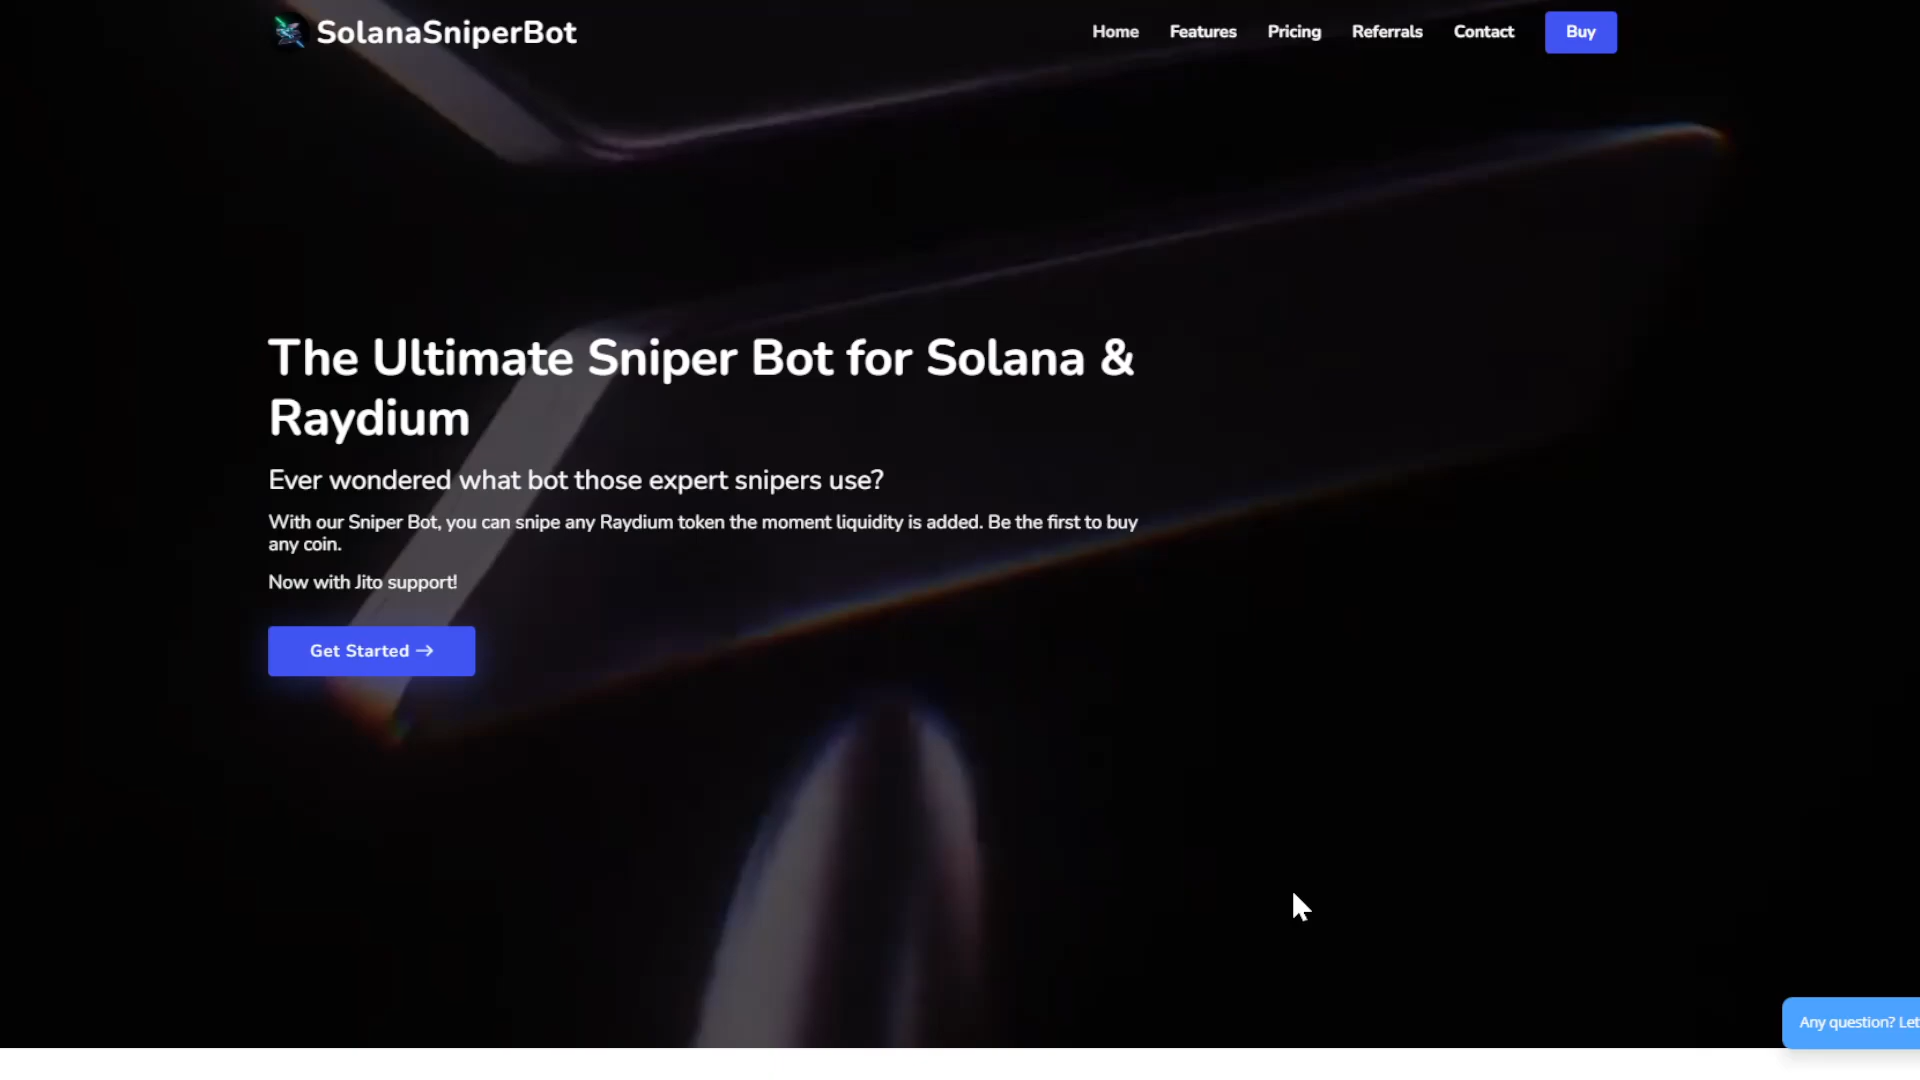 SolanaSniperBot
Home
Features
Pricing
Referrals
Contact
Buy
The Ultimate Sniper Bot for Solana &
Raydium
Ever wondered what bot those expert snipers use?
With our Sniper Bot, you can snipe any Raydium token the moment liquidity is added. Be the first to buy
any coin.
Now with Jito support!
Get Started →
Any question? Let